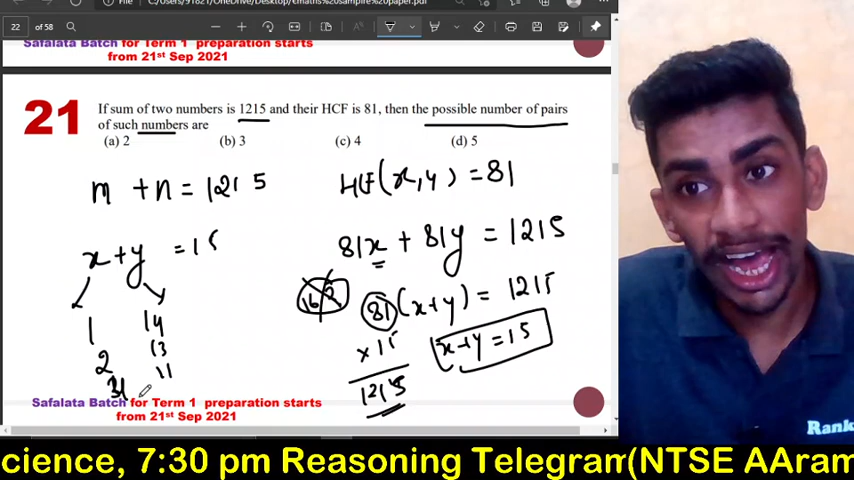 22 of 58
Safalata Batch for Term 1 preparation starts
from 21st Sep 2021
21
If sum of two numbers is 1215 and their HCF is 81, then the possible number of pairs
of such numbers are
(a) 2 (b) 3 (c) 4 (d) 5
m + n = 1215
HCF(x, y) = 81
81x + 81y = 1215
x + y = 15
81(x+y) = 1215
x 15
1215
x+y = 15
1 14
2 13
11
Safalata Batch for Term 1 preparation starts
from 21st Sep 2021
Rank
cience, 7:30 pm Reasoning Telegram(NTSE AAram